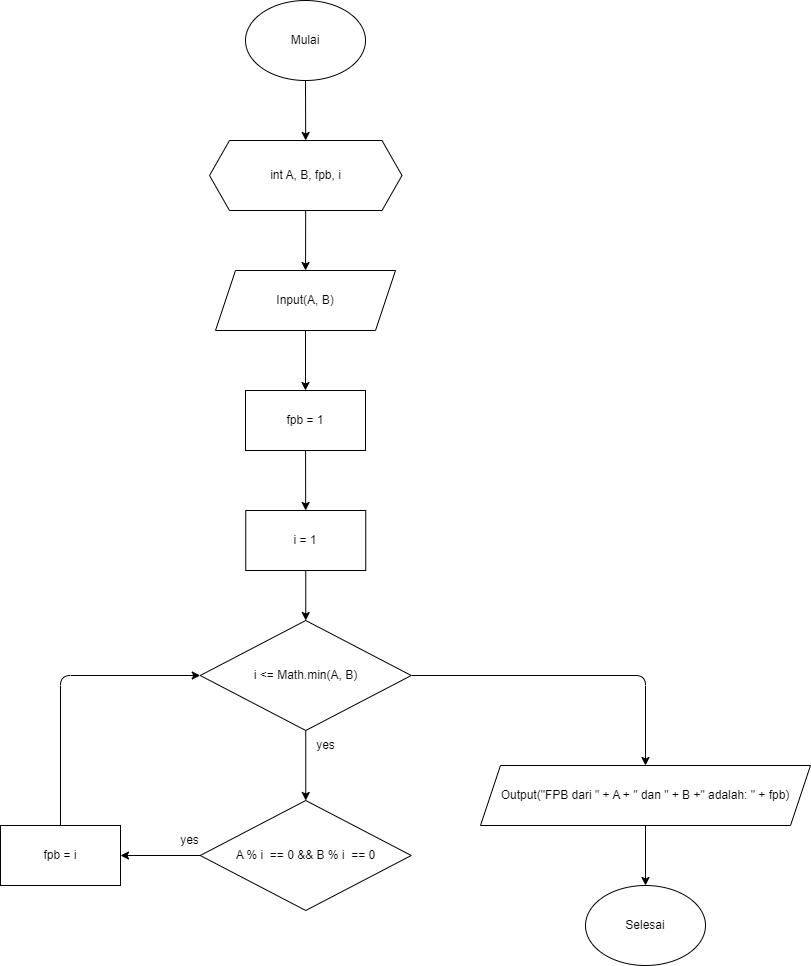 Mulai
int A, B, fpb, i
Input(A, B)
fpb = 1
i = 1
i <= Math.min(A, B)
yes
Output("FPB dari " + A + " dan " + B +" adalah: " + fpb)
yes
fpb = i
A % i  == 0 && B % i  == 0
Selesai